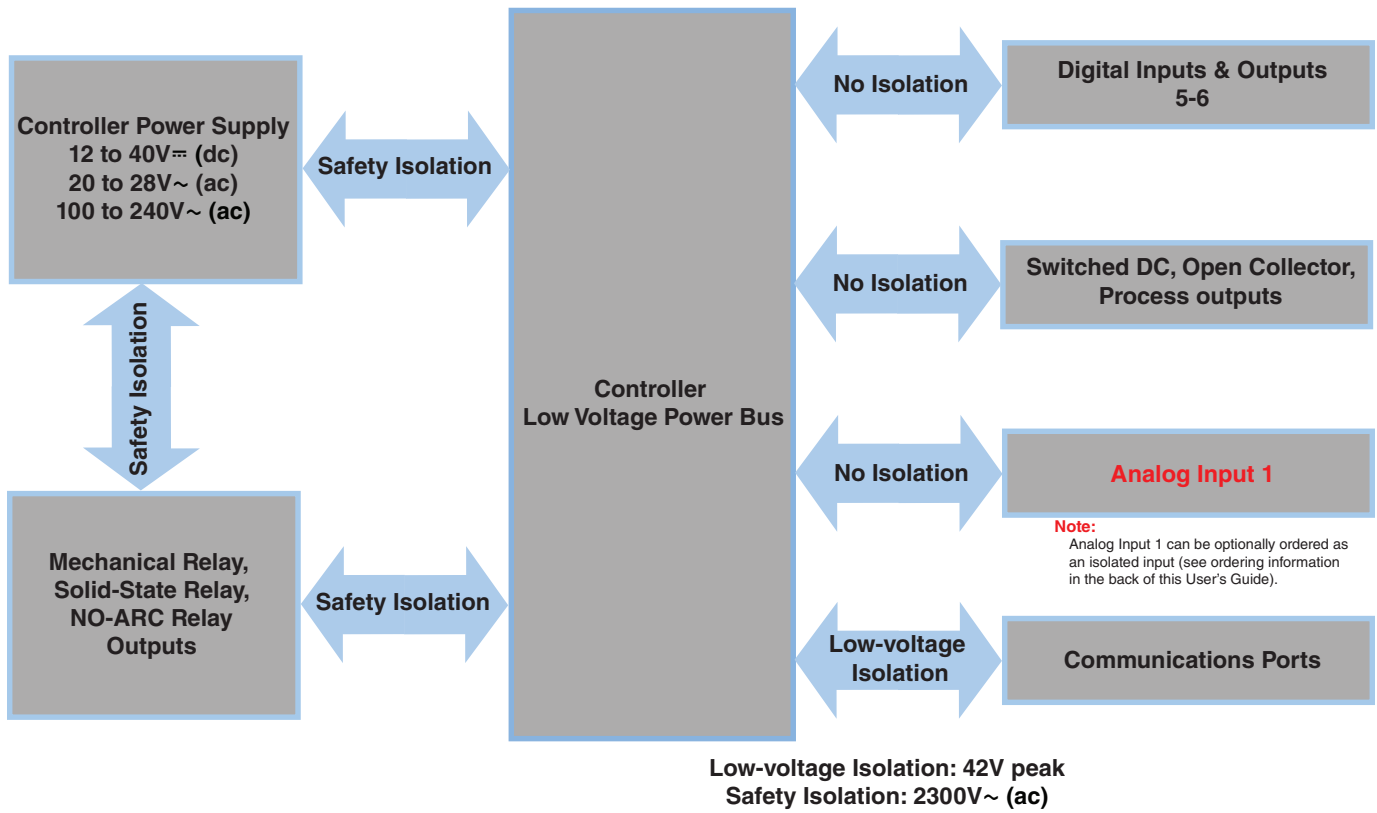 Controller Power Supply
12 to 40V⎓ (dc)
20 to 28V~ (ac)
100 to 240V~ (ac)
Safety Isolation
Safety Isolation
Mechanical Relay,
Solid-State Relay,
NO-ARC Relay
Outputs
Safety Isolation
Controller
Low Voltage Power Bus
No Isolation
Digital Inputs & Outputs
5-6
No Isolation
Switched DC, Open Collector,
Process outputs
No Isolation
Analog Input 1
Note:
Analog Input 1 can be optionally ordered as
an isolated input (see ordering information
in the back of this User's Guide).
Low-voltage
Isolation
Communications Ports
Low-voltage Isolation: 42V peak
Safety Isolation: 2300V~ (ac)